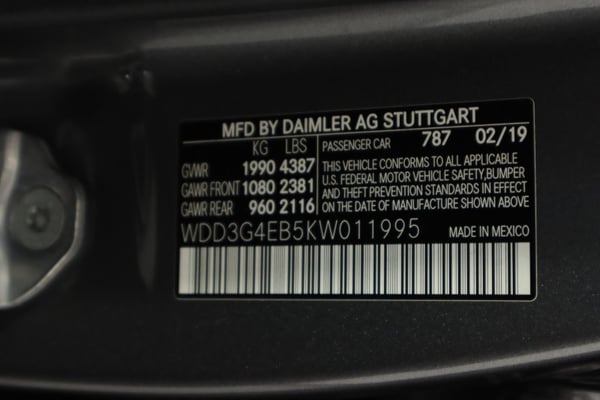 MFD BY DAIMLER AG STUTTGART
KG LBS
GVWR 1990 4387
GAWR FRONT 1080 2381
GAWR REAR 960 2116
PASSENGER CAR 787 02/19
THIS VEHICLE CONFORMS TO ALL APPLICABLE
U.S. FEDERAL MOTOR VEHICLE SAFETY,BUMPER
AND THEFT PREVENTION STANDARDS IN EFFECT
ON THE DATE OF MANUFACTURE SHOWN ABOVE
WDD3G4EB5KW011995
MADE IN MEXICO